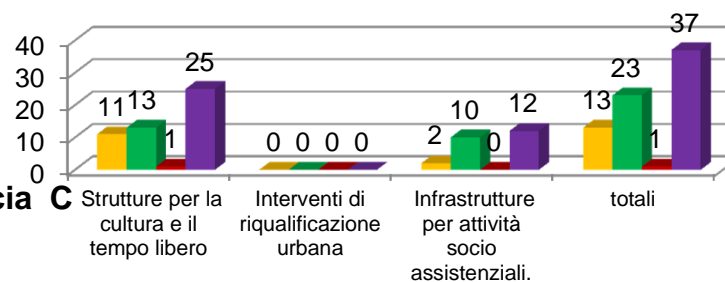 40
30
20
10
0
11
13
1
25
0 0 0 0
2
10
0
12
13
23
1
37
cia C
Strutture per la
cultura e il
tempo libero
Interventi di
riqualificazione
urbana
Infrastrutture
per attività
socio
assistenziali.
totali